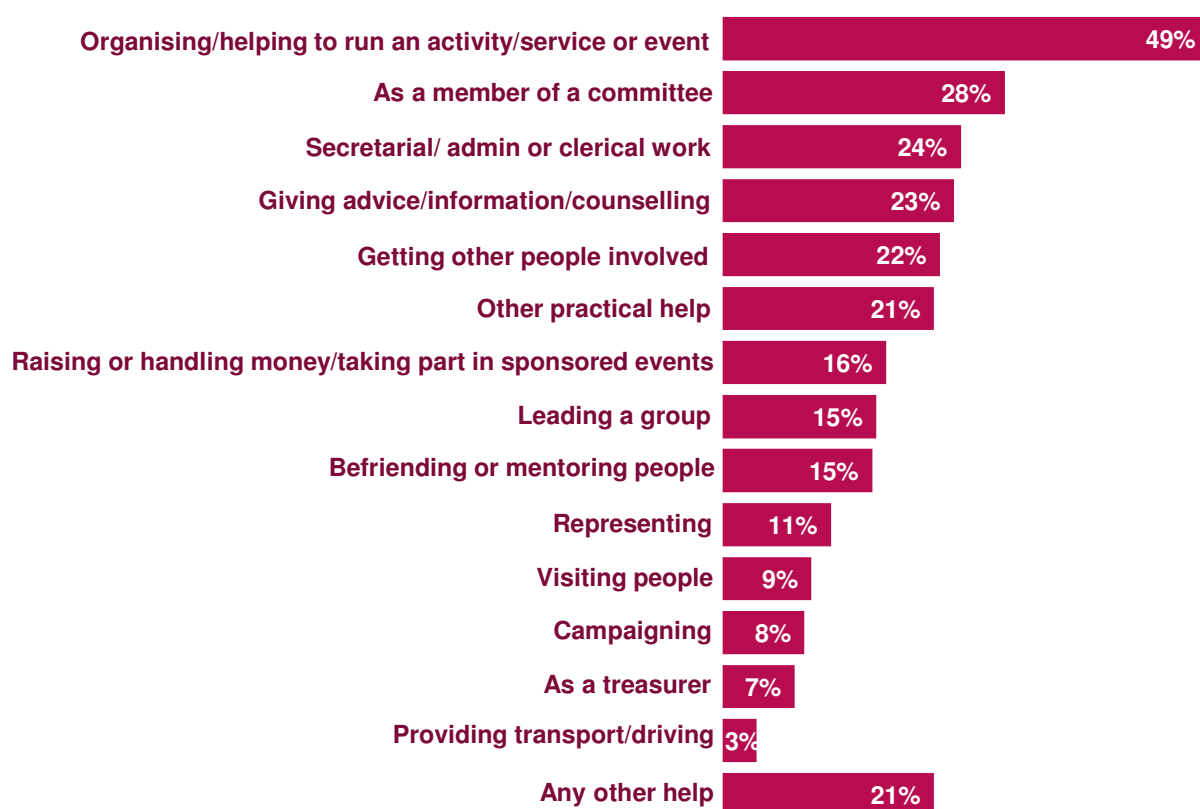 Organising/helping to run an activity/service or event 49%
As a member of a committee 28%
Secretarial/ admin or clerical work 24%
Giving advice/information/counselling 23%
Getting other people involved 22%
Other practical help 21%
Raising or handling money/taking part in sponsored events 16%
Leading a group 15%
Befriending or mentoring people 15%
Representing 11%
Visiting people 9%
Campaigning 8%
As a treasurer 7%
Providing transport/driving 3%
Any other help 21%